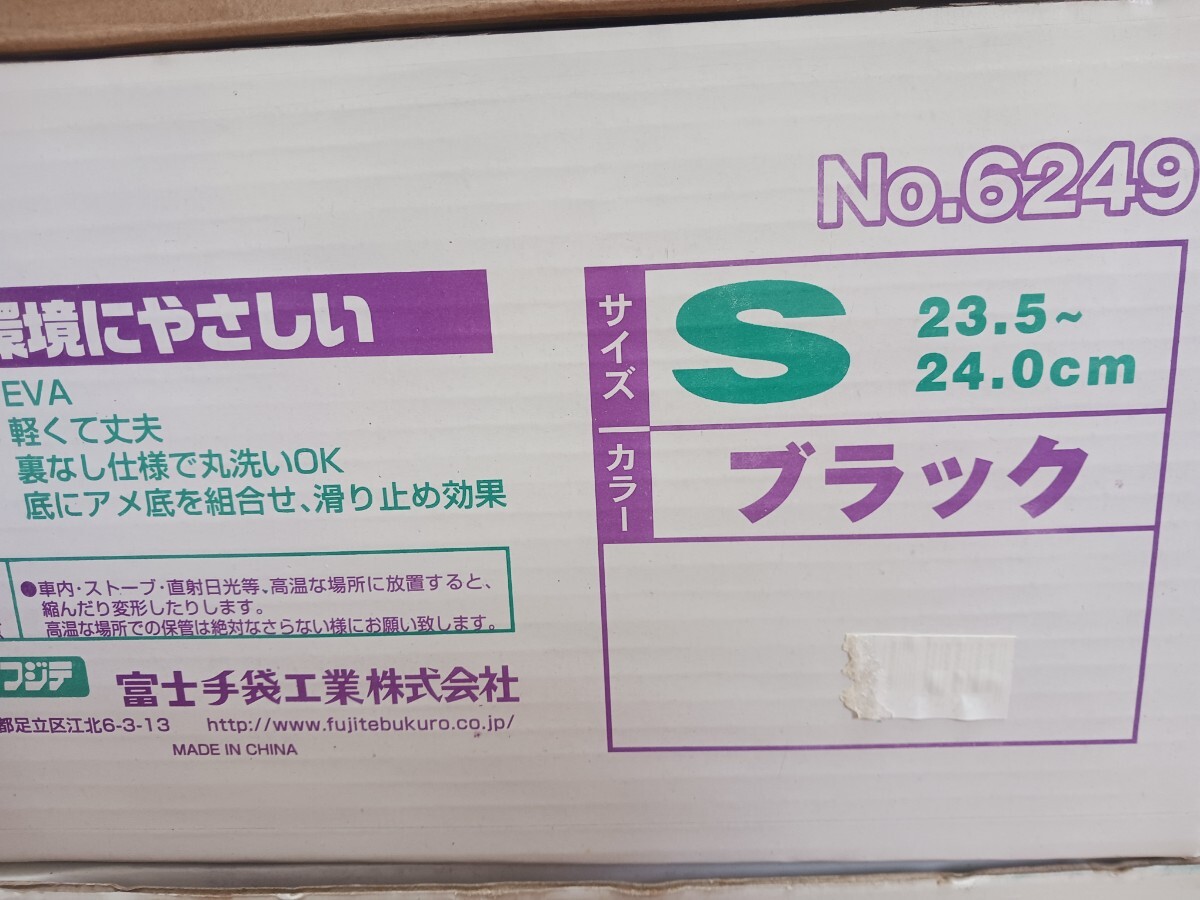 No.6249
環境にやさしい
EVA
軽くて丈夫
裏なし仕様で丸洗いOK
底にアメ底を組合せ、滑り止め効果
サイズ
S
23.5~
24.0cm
カラー
ブラック
●車内・ストーブ・直射日光等、高温な場所に放置すると、
縮んだり変形したりします。
高温な場所での保管は絶対なさらない様にお願い致します。
フジテ
富士手袋工業株式会社
都足立区江北6-3-13 http://www.fujitebukuro.co.jp/
MADE IN CHINA